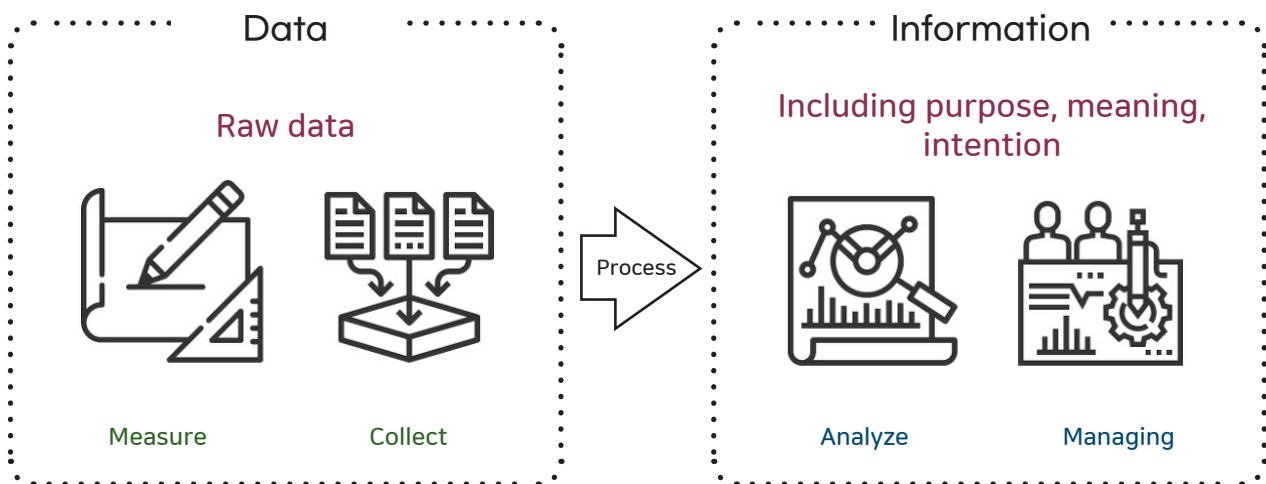 Data
Raw data
Measure
Collect
Process
Information
Including purpose, meaning,
intention
Analyze
Managing